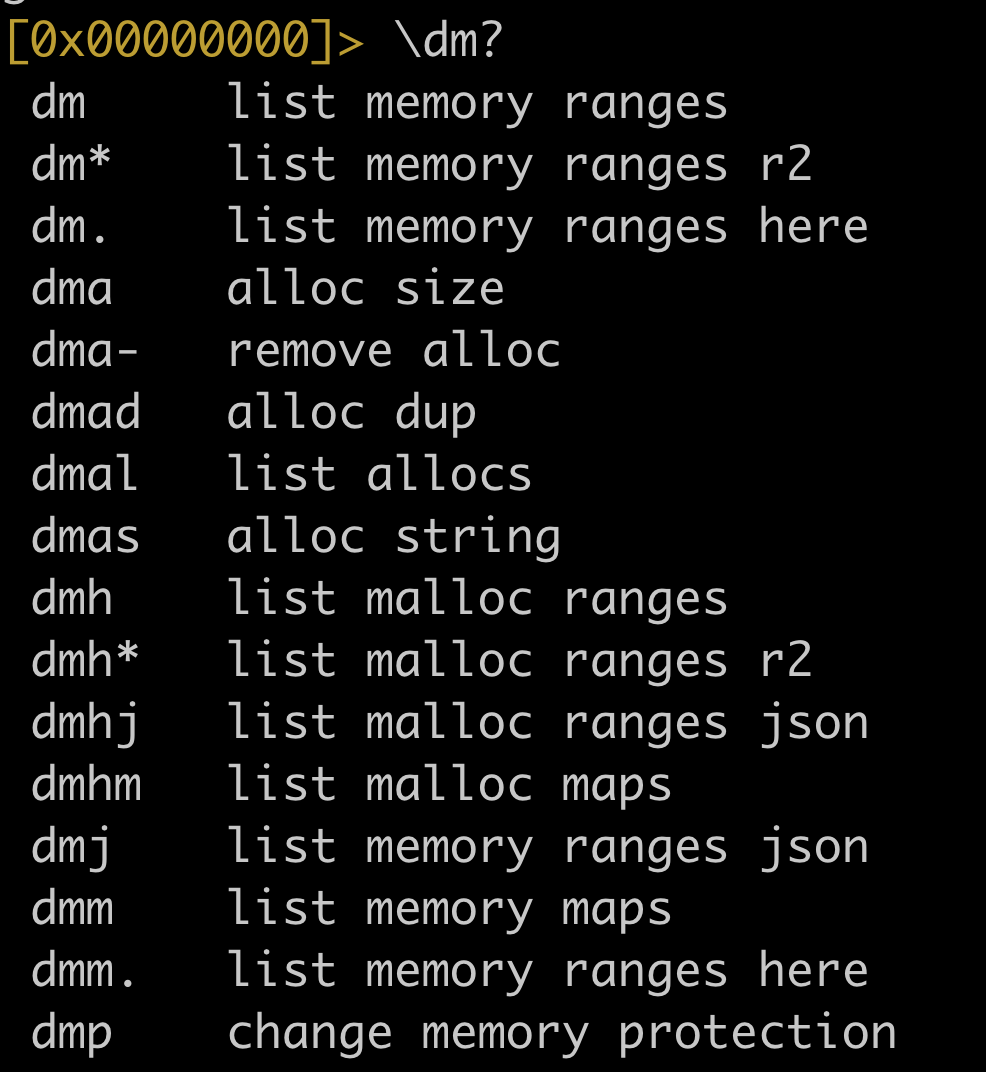 [0x00000000]> \dm?
dm list memory ranges
dm* list memory ranges r2
dm. list memory ranges here
dma alloc size
dma- remove alloc
dmad alloc dup
dmal list allocs
dmas alloc string
dmh list malloc ranges
dmh* list malloc ranges r2
dmhj list malloc ranges json
dmhm list malloc maps
dmj list memory ranges json
dmm list memory maps
dmm. list memory ranges here
dmp change memory protection